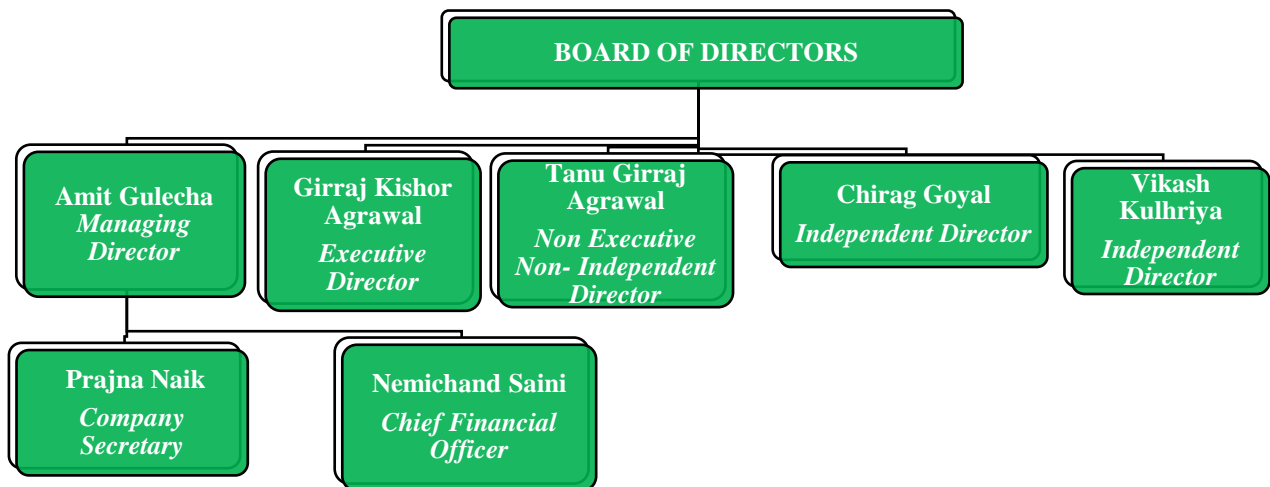 BOARD OF DIRECTORS
Amit Gulecha
Managing
Director
Girraj Kishor
Agrawal
Executive
Director
Tanu Girraj
Agrawal
Non Executive
Non- Independent
Director
Chirag Goyal
Independent Director
Vikash
Kulhriya
Independent
Director
Prajna Naik
Company
Secretary
Nemichand Saini
Chief Financial
Officer